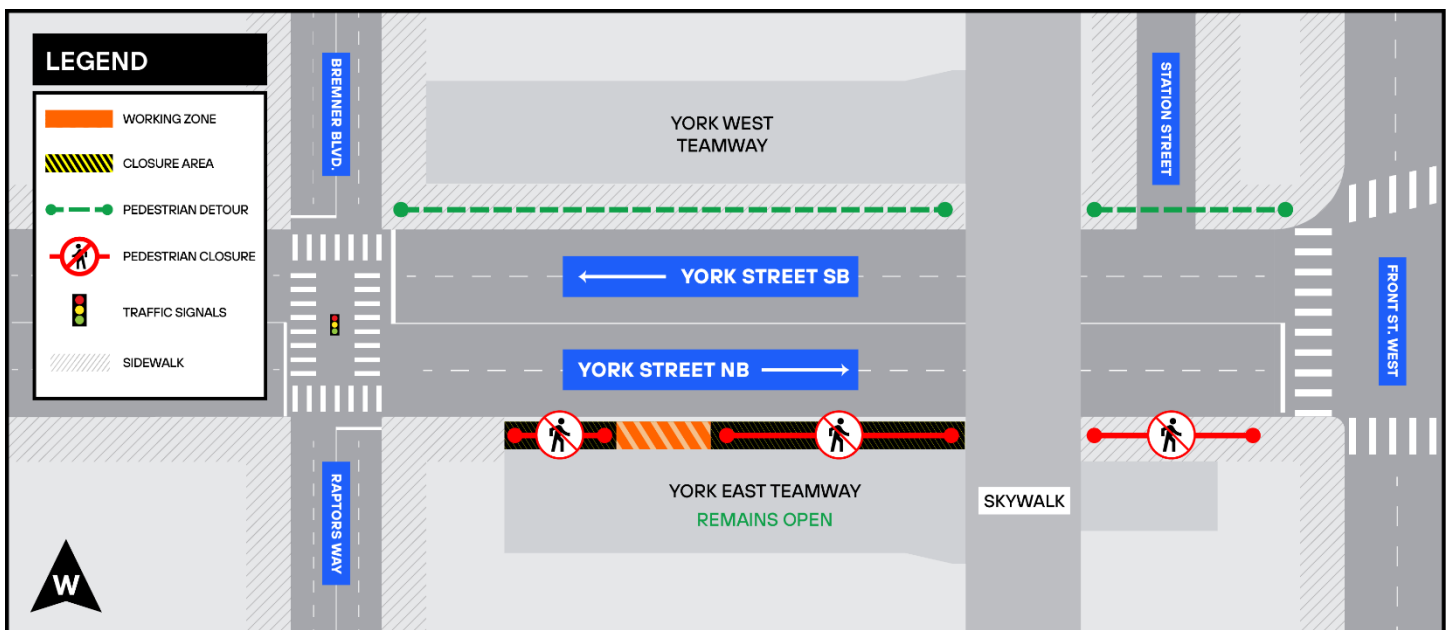 LEGEND
WORKING ZONE
CLOSURE AREA
PEDESTRIAN DETOUR
PEDESTRIAN CLOSURE
TRAFFIC SIGNALS
SIDEWALK
BREMNER BLVD.
YORK WEST
TEAMWAY
STATION STREET
YORK STREET SB
YORK STREET NB
FRONT ST. WEST
RAPTORS WAY
YORK EAST TEAMWAY
REMAINS OPEN
SKYWALK
W